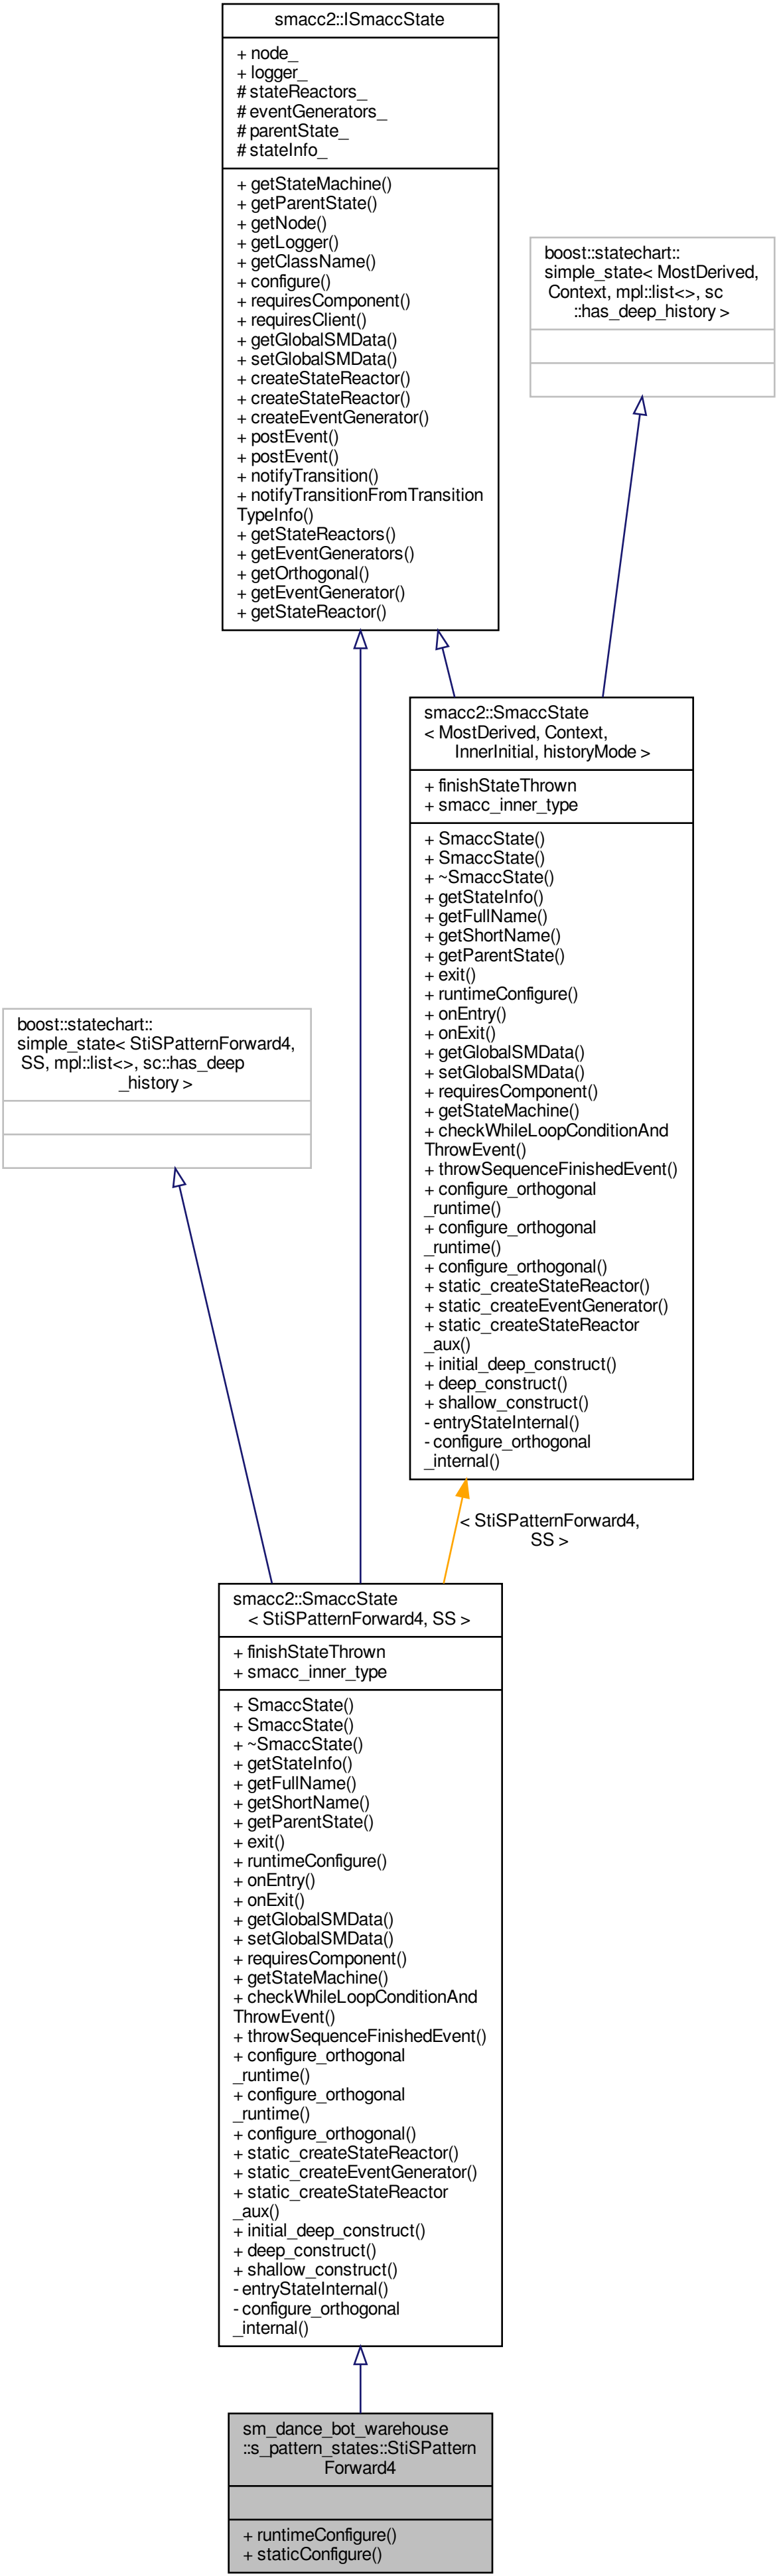 smacc2::ISmaccState
+ node_
+ logger_
# stateReactors_
# eventGenerators_
# parentState_
# stateInfo_
+ getStateMachine()
+ getParentState()
+ getNode()
+ getLogger()
+ getClassName()
+ configure()
+ requiresComponent()
+ requiresClient()
+ getGlobalSMData()
+ setGlobalSMData()
+ createStateReactor()
+ createStateReactor()
+ createEventGenerator()
+ postEvent()
+ postEvent()
+ notifyTransition()
+ notifyTransitionFromTransition
TypeInfo()
+ getStateReactors()
+ getEventGenerators()
+ getOrthogonal()
+ getEventGenerator()
+ getStateReactor()
boost::statechart::
simple_state< MostDerived,
Context, mpl::list<>, sc
::has_deep_history >
smacc2::SmaccState
< MostDerived, Context,
InnerInitial, historyMode >
+ finishStateThrown
+ smacc_inner_type
+ SmaccState()
+ SmaccState()
+ ~SmaccState()
+ getStateInfo()
+ getFullName()
+ getShortName()
+ getParentState()
+ exit()
+ runtimeConfigure()
+ onEntry()
+ onExit()
+ getGlobalSMData()
+ setGlobalSMData()
+ requiresComponent()
+ getStateMachine()
+ checkWhileLoopConditionAnd
ThrowEvent()
+ throwSequenceFinishedEvent()
+ configure_orthogonal
_runtime()
+ configure_orthogonal
_runtime()
+ configure_orthogonal()
+ static_createStateReactor()
+ static_createEventGenerator()
+ static_createStateReactor
_aux()
+ initial_deep_construct()
+ deep_construct()
+ shallow_construct()
- entryStateInternal()
- configure_orthogonal
_internal()
boost::statechart::
simple_state< StiSPatternForward4,
SS, mpl::list<>, sc::has_deep
_history >
< StiSPatternForward4,
SS >
smacc2::SmaccState
< StiSPatternForward4, SS >
+ finishStateThrown
+ smacc_inner_type
+ SmaccState()
+ SmaccState()
+ ~SmaccState()
+ getStateInfo()
+ getFullName()
+ getShortName()
+ getParentState()
+ exit()
+ runtimeConfigure()
+ onEntry()
+ onExit()
+ getGlobalSMData()
+ setGlobalSMData()
+ requiresComponent()
+ getStateMachine()
+ checkWhileLoopConditionAnd
ThrowEvent()
+ throwSequenceFinishedEvent()
+ configure_orthogonal
_runtime()
+ configure_orthogonal
_runtime()
+ configure_orthogonal()
+ static_createStateReactor()
+ static_createEventGenerator()
+ static_createStateReactor
_aux()
+ initial_deep_construct()
+ deep_construct()
+ shallow_construct()
- entryStateInternal()
- configure_orthogonal
_internal()
sm_dance_bot_warehouse
::s_pattern_states::StiSPattern
Forward4
+ runtimeConfigure()
+ staticConfigure()